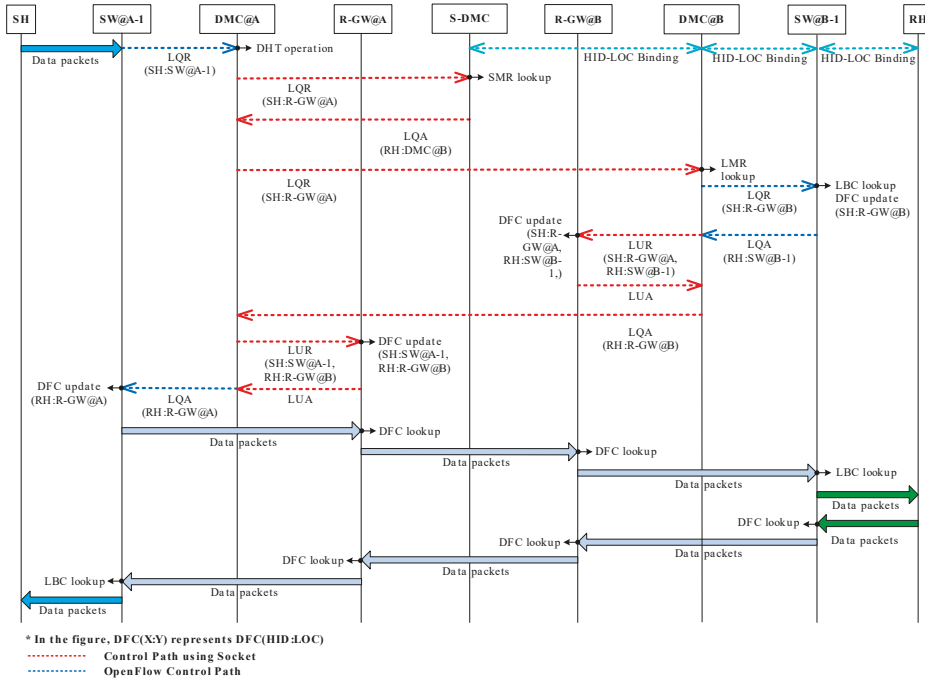 SH SW@A-1 DMC@A R-GW@A S-DMC R-GW@B DMC@B SW@B-1 RH
Data packets
LQR
(SH:SW@A-1)
DHT operation
HID-LOC Binding
HID-LOC Binding
HID-LOC Binding
LQR
(SH:R-GW@A)
SMR lookup
LQA
(RH:DMC@B)
LQR
(SH:R-GW@A)
LMR
lookup
LQR
(SH:R-GW@B)
LBC lookup
DFC update
(SH:R-GW@B)
DFC update
(SH:R-
GW@A,
RH:SW@B-
1,)
LUR
(SH:R-GW@A,
RH:SW@B-1)
LQA
(RH:SW@B-1)
LUA
LQA
(RH:R-GW@B)
LUR
(SH:SW@A-1,
RH:R-GW@B)
DFC update
(SH:SW@A-1,
RH:R-GW@B)
DFC update
(RH:R-GW@A)
LQA
(RH:R-GW@A)
LUA
Data packets
DFC lookup
Data packets
DFC lookup
Data packets
LBC lookup
Data packets
DFC lookup
Data packets
DFC lookup
Data packets
DFC lookup
Data packets
LBC lookup
Data packets
Data packets
* In the figure, DFC(X:Y) represents DFC(HID:LOC)
Control Path using Socket
OpenFlow Control Path